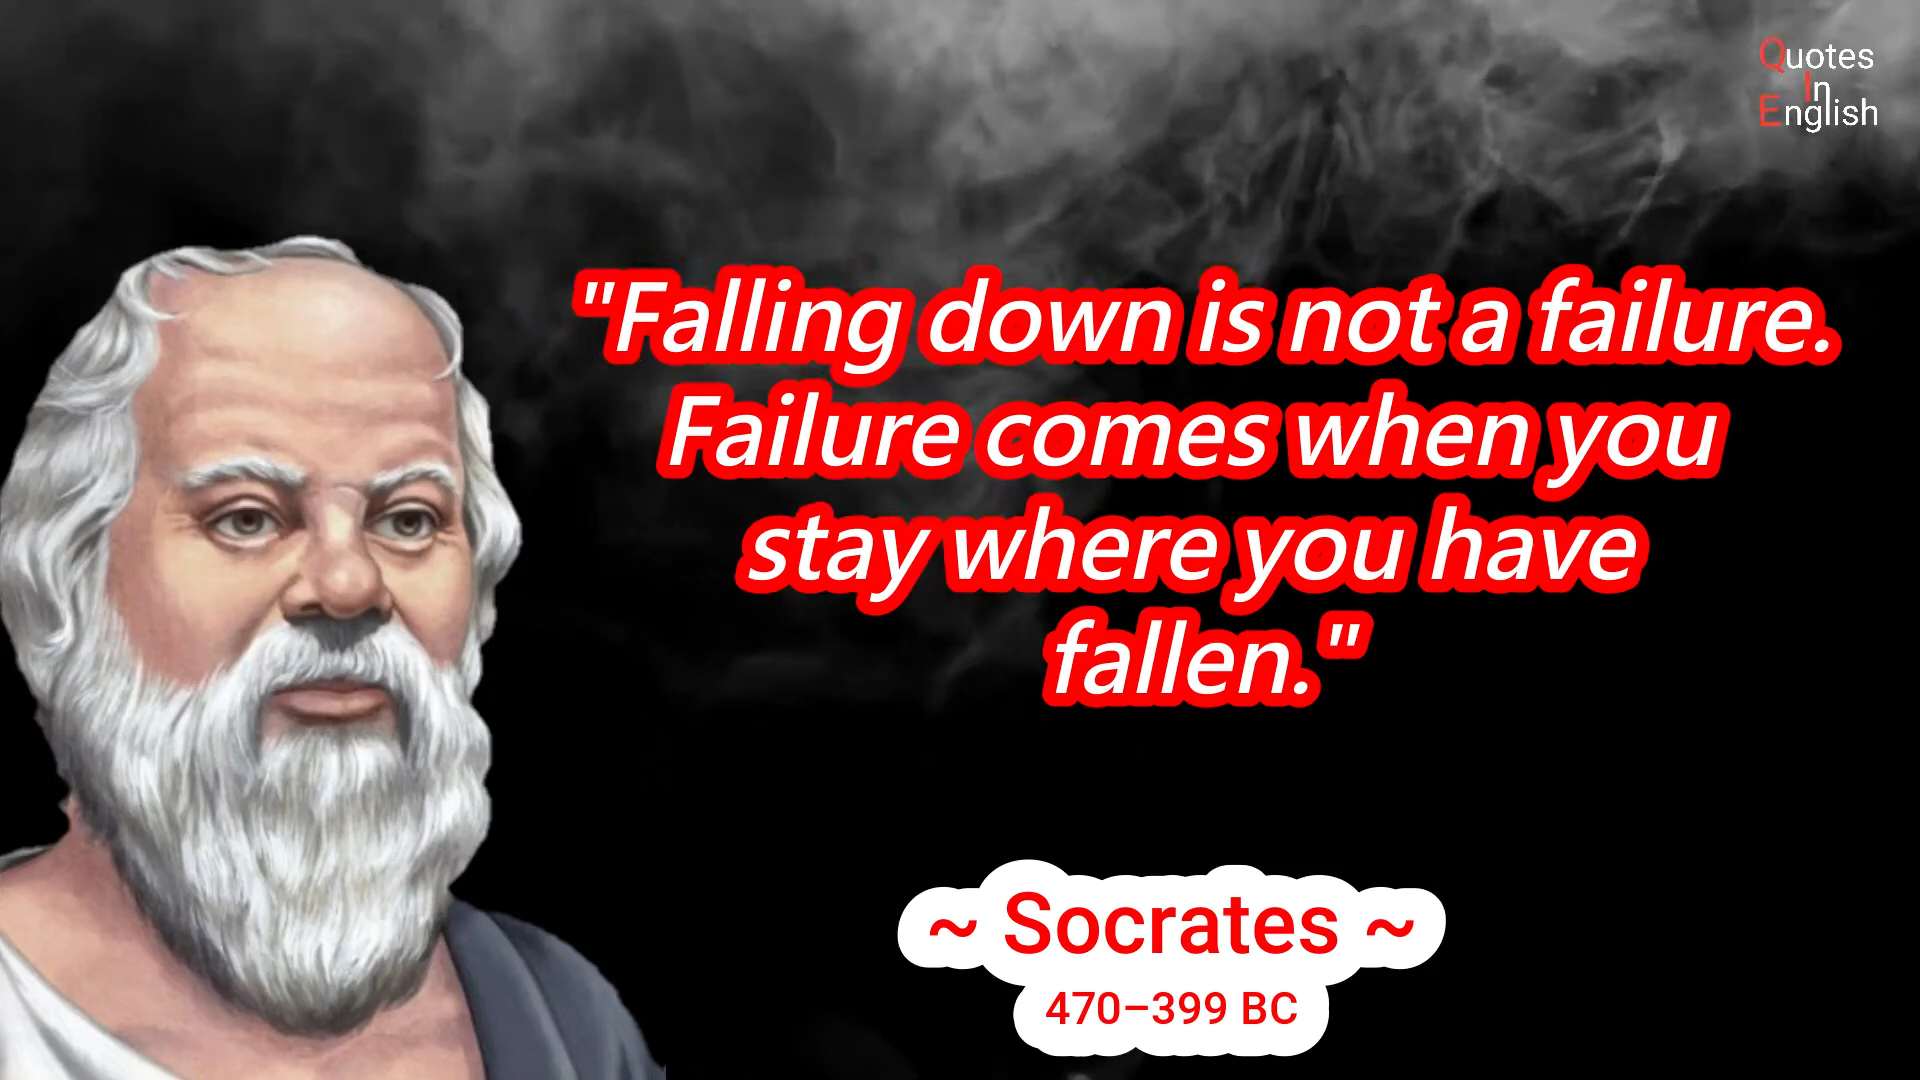 Quotes
In
English
"Falling down is not a failure.
Failure comes when you
stay where you have
fallen."
~ Socrates ~
470–399 BC